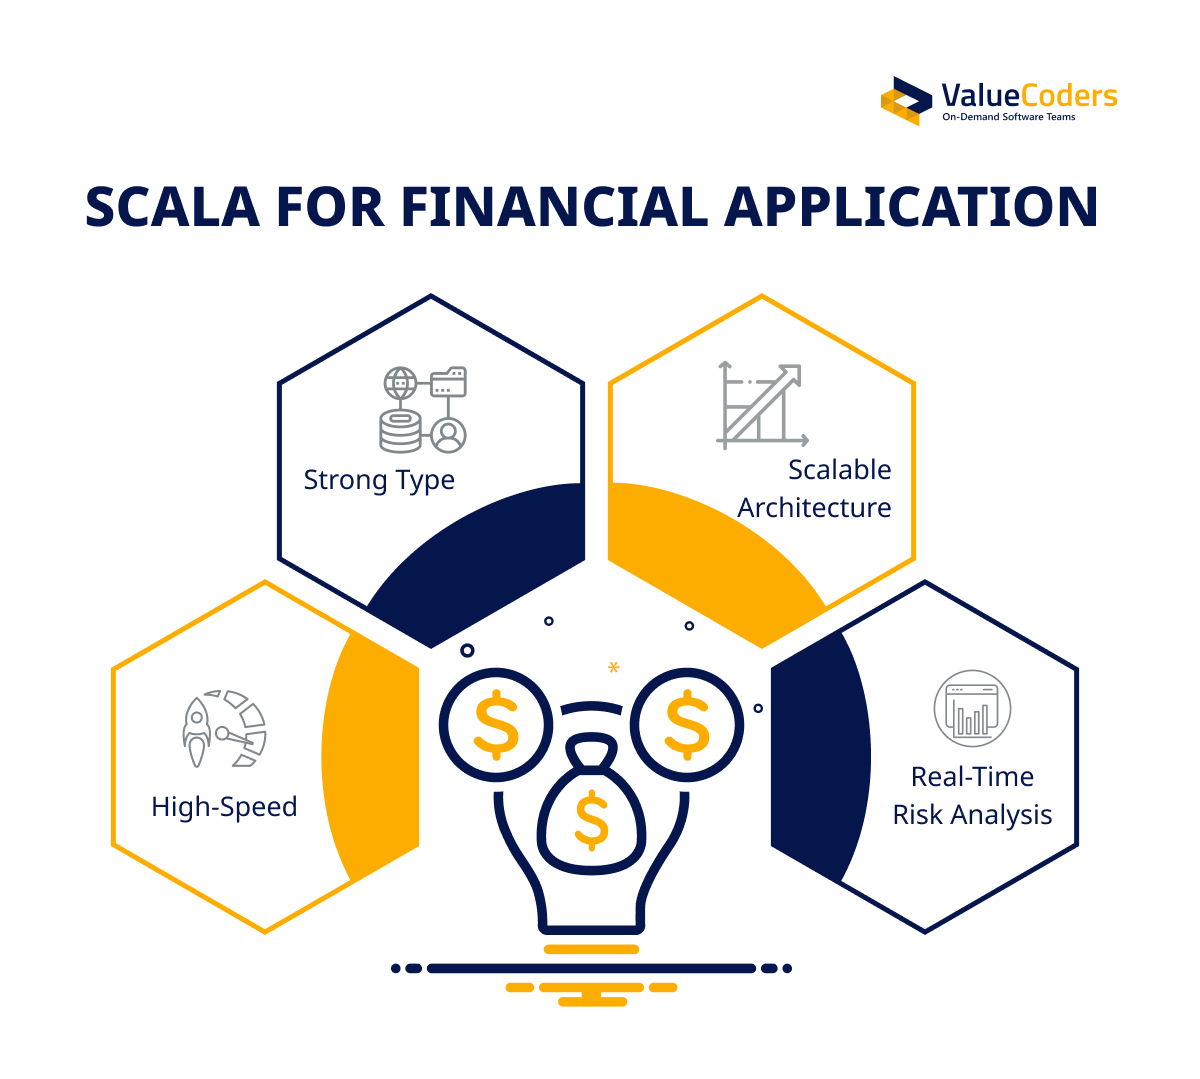 ValueCoders
On-Demand Software Teams
SCALA FOR FINANCIAL APPLICATION
Strong Type
Scalable
Architecture
High-Speed
Real-Time
Risk Analysis
$
$
$
*